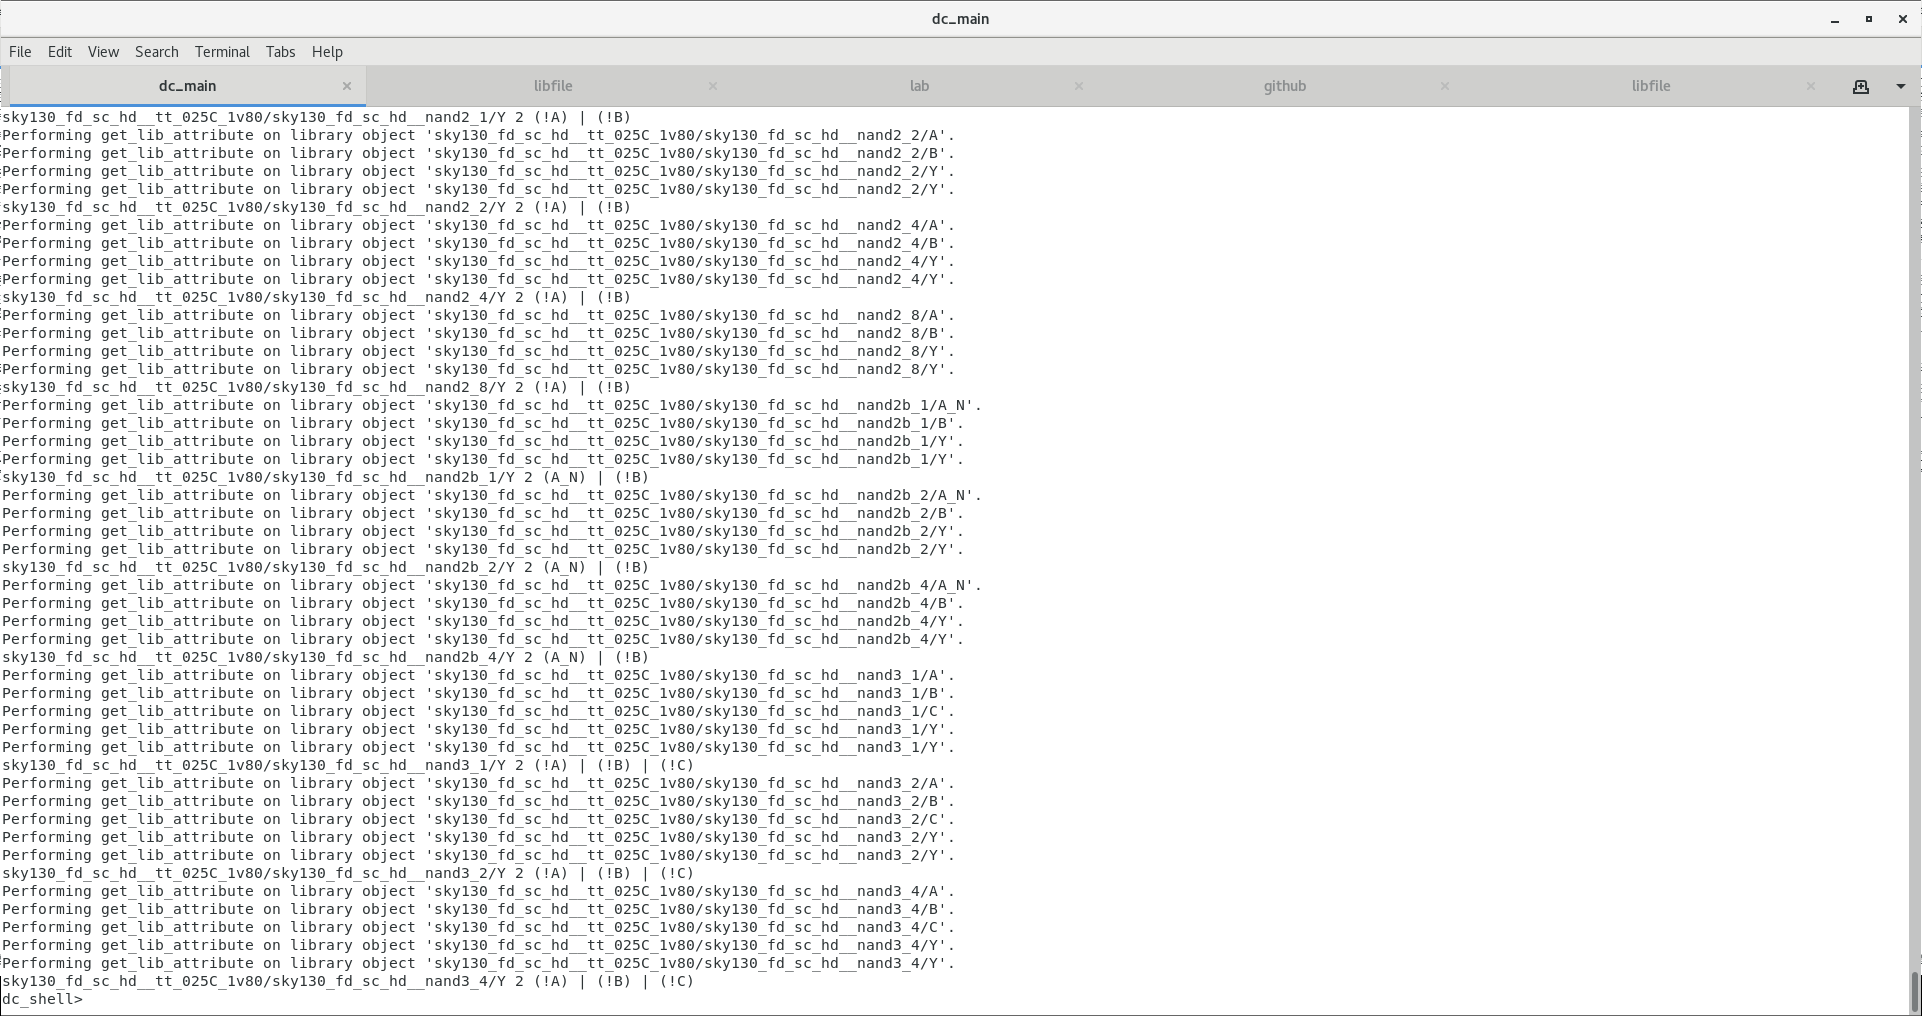 dc_main
File Edit View Search Terminal Tabs Help
dc_main libfile lab github libfile
sky130_fd_sc_hd__tt_025C_1v80/sky130_fd_sc_hd__nand2_1/Y 2 (!A) | (!B)
Performing get_lib_attribute on library object 'sky130_fd_sc_hd__tt_025C_1v80/sky130_fd_sc_hd__nand2_2/A'.
Performing get_lib_attribute on library object 'sky130_fd_sc_hd__tt_025C_1v80/sky130_fd_sc_hd__nand2_2/B'.
Performing get_lib_attribute on library object 'sky130_fd_sc_hd__tt_025C_1v80/sky130_fd_sc_hd__nand2_2/Y'.
Performing get_lib_attribute on library object 'sky130_fd_sc_hd__tt_025C_1v80/sky130_fd_sc_hd__nand2_2/Y'.
sky130_fd_sc_hd__tt_025C_1v80/sky130_fd_sc_hd__nand2_2/Y 2 (!A) | (!B)
Performing get_lib_attribute on library object 'sky130_fd_sc_hd__tt_025C_1v80/sky130_fd_sc_hd__nand2_4/A'.
Performing get_lib_attribute on library object 'sky130_fd_sc_hd__tt_025C_1v80/sky130_fd_sc_hd__nand2_4/B'.
Performing get_lib_attribute on library object 'sky130_fd_sc_hd__tt_025C_1v80/sky130_fd_sc_hd__nand2_4/Y'.
Performing get_lib_attribute on library object 'sky130_fd_sc_hd__tt_025C_1v80/sky130_fd_sc_hd__nand2_4/Y'.
sky130_fd_sc_hd__tt_025C_1v80/sky130_fd_sc_hd__nand2_4/Y 2 (!A) | (!B)
Performing get_lib_attribute on library object 'sky130_fd_sc_hd__tt_025C_1v80/sky130_fd_sc_hd__nand2_8/A'.
Performing get_lib_attribute on library object 'sky130_fd_sc_hd__tt_025C_1v80/sky130_fd_sc_hd__nand2_8/B'.
Performing get_lib_attribute on library object 'sky130_fd_sc_hd__tt_025C_1v80/sky130_fd_sc_hd__nand2_8/Y'.
Performing get_lib_attribute on library object 'sky130_fd_sc_hd__tt_025C_1v80/sky130_fd_sc_hd__nand2_8/Y'.
sky130_fd_sc_hd__tt_025C_1v80/sky130_fd_sc_hd__nand2_8/Y 2 (!A) | (!B)
Performing get_lib_attribute on library object 'sky130_fd_sc_hd__tt_025C_1v80/sky130_fd_sc_hd__nand2b_1/A_N'.
Performing get_lib_attribute on library object 'sky130_fd_sc_hd__tt_025C_1v80/sky130_fd_sc_hd__nand2b_1/B'.
Performing get_lib_attribute on library object 'sky130_fd_sc_hd__tt_025C_1v80/sky130_fd_sc_hd__nand2b_1/Y'.
Performing get_lib_attribute on library object 'sky130_fd_sc_hd__tt_025C_1v80/sky130_fd_sc_hd__nand2b_1/Y'.
sky130_fd_sc_hd__tt_025C_1v80/sky130_fd_sc_hd__nand2b_1/Y 2 (A_N) | (!B)
Performing get_lib_attribute on library object 'sky130_fd_sc_hd__tt_025C_1v80/sky130_fd_sc_hd__nand2b_2/A_N'.
Performing get_lib_attribute on library object 'sky130_fd_sc_hd__tt_025C_1v80/sky130_fd_sc_hd__nand2b_2/B'.
Performing get_lib_attribute on library object 'sky130_fd_sc_hd__tt_025C_1v80/sky130_fd_sc_hd__nand2b_2/Y'.
Performing get_lib_attribute on library object 'sky130_fd_sc_hd__tt_025C_1v80/sky130_fd_sc_hd__nand2b_2/Y'.
sky130_fd_sc_hd__tt_025C_1v80/sky130_fd_sc_hd__nand2b_2/Y 2 (A_N) | (!B)
Performing get_lib_attribute on library object 'sky130_fd_sc_hd__tt_025C_1v80/sky130_fd_sc_hd__nand2b_4/A_N'.
Performing get_lib_attribute on library object 'sky130_fd_sc_hd__tt_025C_1v80/sky130_fd_sc_hd__nand2b_4/B'.
Performing get_lib_attribute on library object 'sky130_fd_sc_hd__tt_025C_1v80/sky130_fd_sc_hd__nand2b_4/Y'.
Performing get_lib_attribute on library object 'sky130_fd_sc_hd__tt_025C_1v80/sky130_fd_sc_hd__nand2b_4/Y'.
sky130_fd_sc_hd__tt_025C_1v80/sky130_fd_sc_hd__nand2b_4/Y 2 (A_N) | (!B)
Performing get_lib_attribute on library object 'sky130_fd_sc_hd__tt_025C_1v80/sky130_fd_sc_hd__nand3_1/A'.
Performing get_lib_attribute on library object 'sky130_fd_sc_hd__tt_025C_1v80/sky130_fd_sc_hd__nand3_1/B'.
Performing get_lib_attribute on library object 'sky130_fd_sc_hd__tt_025C_1v80/sky130_fd_sc_hd__nand3_1/C'.
Performing get_lib_attribute on library object 'sky130_fd_sc_hd__tt_025C_1v80/sky130_fd_sc_hd__nand3_1/Y'.
Performing get_lib_attribute on library object 'sky130_fd_sc_hd__tt_025C_1v80/sky130_fd_sc_hd__nand3_1/Y'.
sky130_fd_sc_hd__tt_025C_1v80/sky130_fd_sc_hd__nand3_1/Y 2 (!A) | (!B) | (!C)
Performing get_lib_attribute on library object 'sky130_fd_sc_hd__tt_025C_1v80/sky130_fd_sc_hd__nand3_2/A'.
Performing get_lib_attribute on library object 'sky130_fd_sc_hd__tt_025C_1v80/sky130_fd_sc_hd__nand3_2/B'.
Performing get_lib_attribute on library object 'sky130_fd_sc_hd__tt_025C_1v80/sky130_fd_sc_hd__nand3_2/C'.
Performing get_lib_attribute on library object 'sky130_fd_sc_hd__tt_025C_1v80/sky130_fd_sc_hd__nand3_2/Y'.
Performing get_lib_attribute on library object 'sky130_fd_sc_hd__tt_025C_1v80/sky130_fd_sc_hd__nand3_2/Y'.
sky130_fd_sc_hd__tt_025C_1v80/sky130_fd_sc_hd__nand3_2/Y 2 (!A) | (!B) | (!C)
Performing get_lib_attribute on library object 'sky130_fd_sc_hd__tt_025C_1v80/sky130_fd_sc_hd__nand3_4/A'.
Performing get_lib_attribute on library object 'sky130_fd_sc_hd__tt_025C_1v80/sky130_fd_sc_hd__nand3_4/B'.
Performing get_lib_attribute on library object 'sky130_fd_sc_hd__tt_025C_1v80/sky130_fd_sc_hd__nand3_4/C'.
Performing get_lib_attribute on library object 'sky130_fd_sc_hd__tt_025C_1v80/sky130_fd_sc_hd__nand3_4/Y'.
Performing get_lib_attribute on library object 'sky130_fd_sc_hd__tt_025C_1v80/sky130_fd_sc_hd__nand3_4/Y'.
sky130_fd_sc_hd__tt_025C_1v80/sky130_fd_sc_hd__nand3_4/Y 2 (!A) | (!B) | (!C)
dc_shell>